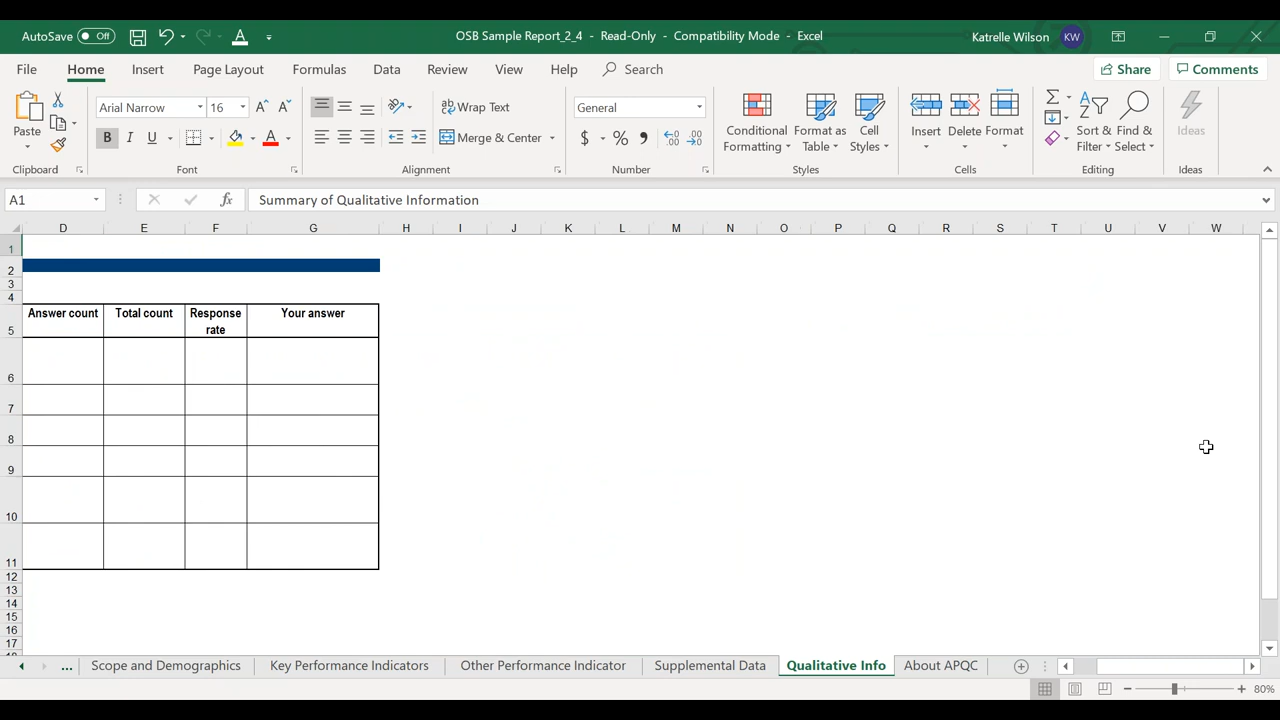 AutoSave Off
OSB Sample Report_2_4 - Read-Only - Compatibility Mode - Excel
Katrelle Wilson KW
File Home Insert Page Layout Formulas Data Review View Help Search
Share Comments
Paste
Clipboard
Arial Narrow 16
B I U
Font
ab Wrap Text
Merge & Center
Alignment
General
$ % ,
Number
Conditional Formatting
Format as Table
Cell Styles
Styles
Insert Delete Format
Cells
Sort & Filter
Find & Select
Editing
Ideas
Ideas
A1 fx Summary of Qualitative Information
D E F G H I J K L M N O P Q R S T U V W
1
2
3
4
5 Answer count Total count Response rate Your answer
6
7
8
9
10
11
12
13
14
15
16
17
... Scope and Demographics Key Performance Indicators Other Performance Indicator Supplemental Data Qualitative Info About APQC
80%